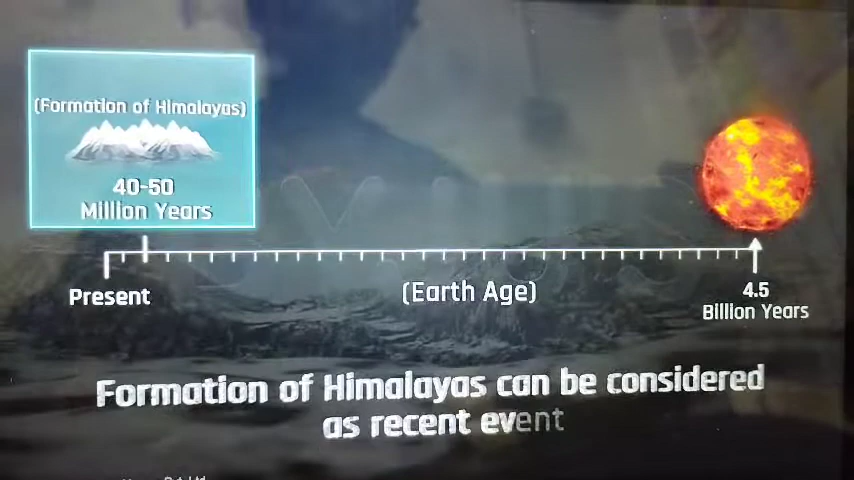 (Formation of Himalayas)
40-50
Million Years
Present
(Earth Age)
4.5
Billion Years
Formation of Himalayas can be considered
as recent event